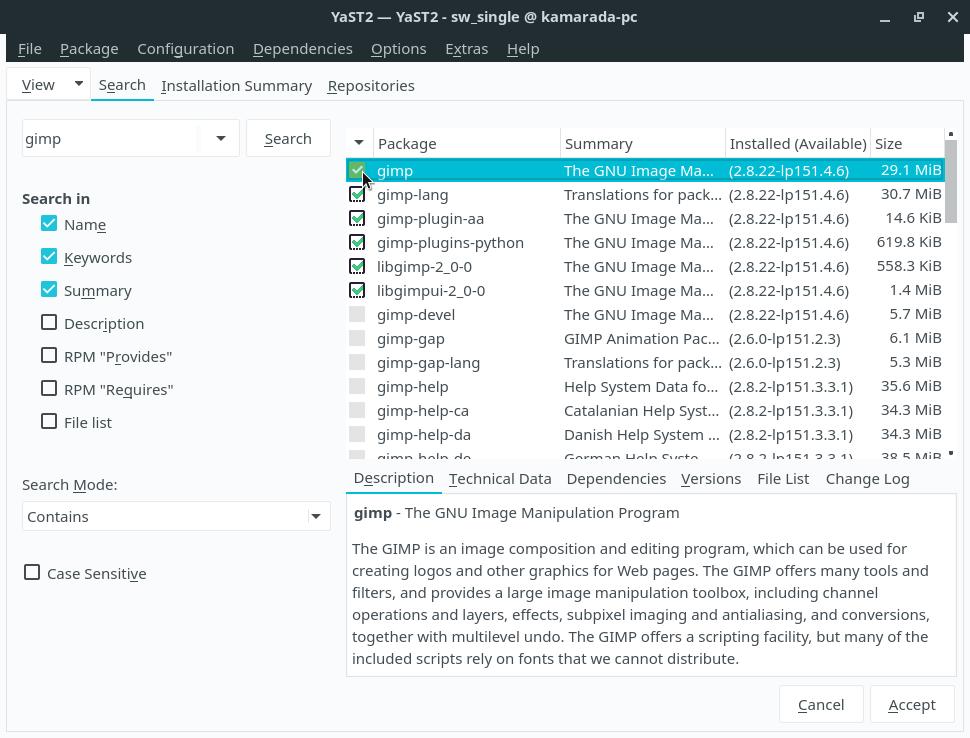 YaST2 — YaST2 - sw_single @ kamarada-pc
File Package Configuration Dependencies Options Extras Help
View Search Installation Summary Repositories
gimp Search
Search in
Name
Keywords
Summary
Description
RPM "Provides"
RPM "Requires"
File list
Search Mode:
Contains
Case Sensitive
Package Summary Installed (Available) Size
gimp The GNU Image Ma... (2.8.22-lp151.4.6) 29.1 MiB
gimp-lang Translations for pack... (2.8.22-lp151.4.6) 30.7 MiB
gimp-plugin-aa The GNU Image Ma... (2.8.22-lp151.4.6) 14.6 KiB
gimp-plugins-python The GNU Image Ma... (2.8.22-lp151.4.6) 619.8 KiB
libgimp-2_0-0 The GNU Image Ma... (2.8.22-lp151.4.6) 558.3 KiB
libgimpui-2_0-0 The GNU Image Ma... (2.8.22-lp151.4.6) 1.4 MiB
gimp-devel The GNU Image Ma... (2.8.22-lp151.4.6) 5.7 MiB
gimp-gap GIMP Animation Pac... (2.6.0-lp151.2.3) 6.1 MiB
gimp-gap-lang Translations for pack... (2.6.0-lp151.2.3) 5.3 MiB
gimp-help Help System Data fo... (2.8.2-lp151.3.3.1) 35.6 MiB
gimp-help-ca Catalanian Help Syst... (2.8.2-lp151.3.3.1) 34.3 MiB
gimp-help-da Danish Help System ... (2.8.2-lp151.3.3.1) 34.3 MiB
gimp-help-de German Help Syste... (2.8.2-lp151.3.3.1) 38.5 MiB
Description Technical Data Dependencies Versions File List Change Log
gimp - The GNU Image Manipulation Program
The GIMP is an image composition and editing program, which can be used for
creating logos and other graphics for Web pages. The GIMP offers many tools and
filters, and provides a large image manipulation toolbox, including channel
operations and layers, effects, subpixel imaging and antialiasing, and conversions,
together with multilevel undo. The GIMP offers a scripting facility, but many of the
included scripts rely on fonts that we cannot distribute.
Cancel Accept